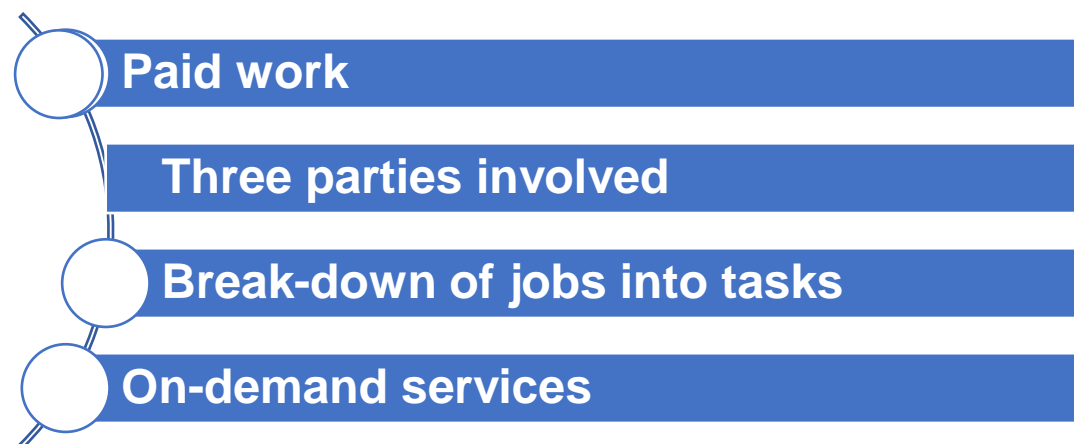 Paid work
Three parties involved
Break-down of jobs into tasks
On-demand services